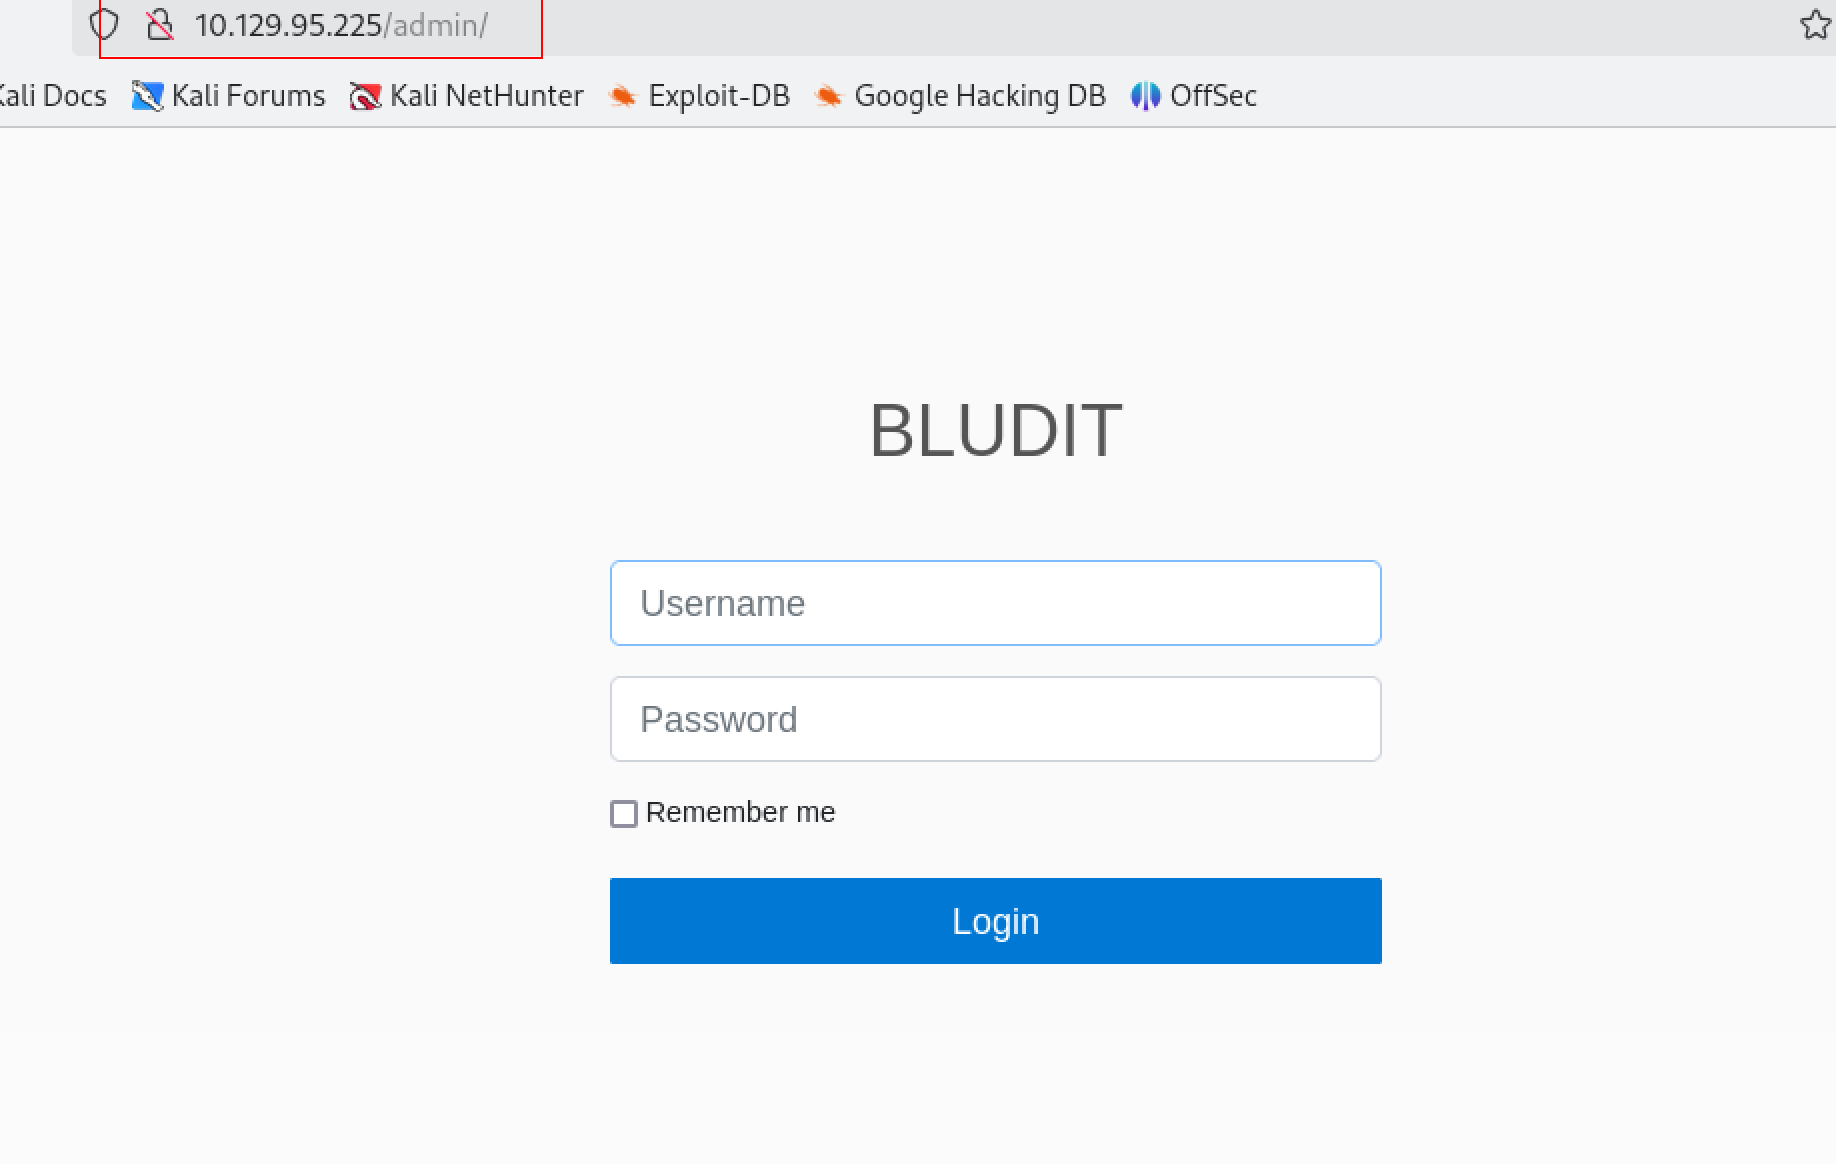 10.129.95.225/admin/
Kali Docs Kali Forums Kali NetHunter Exploit-DB Google Hacking DB OffSec
BLUDIT
Username
Password
Remember me
Login